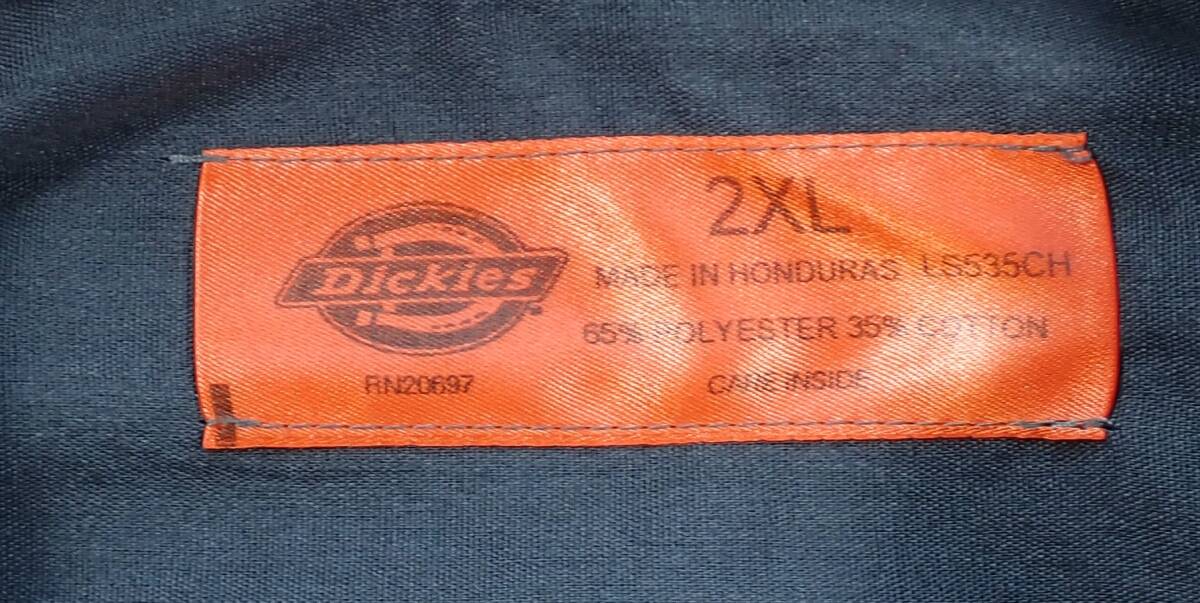 Dickies
RN20697
2XL
MADE IN HONDURAS LS535CH
65% POLYESTER 35% COTTON
CARE INSIDE